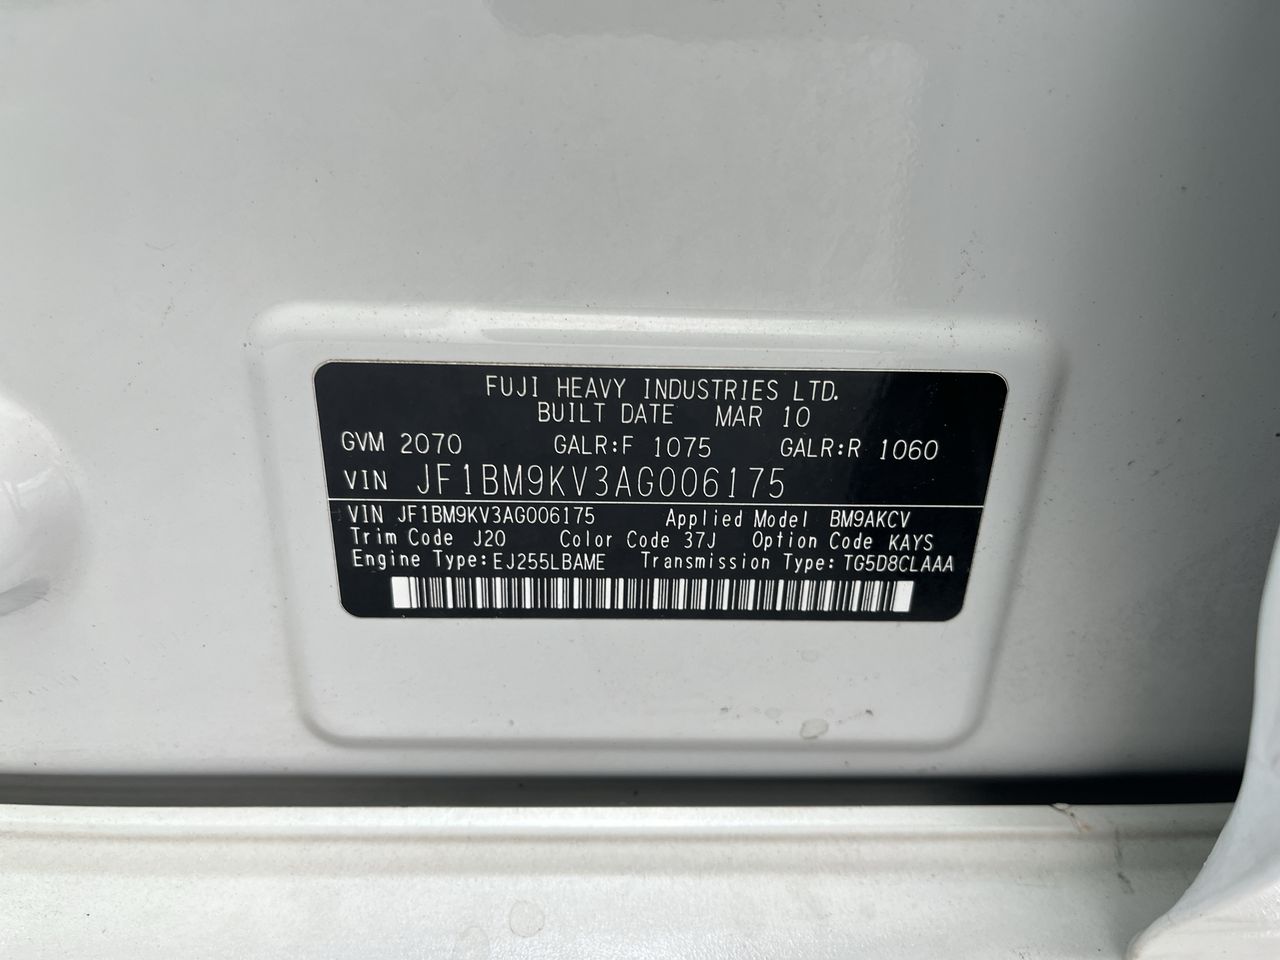 FUJI HEAVY INDUSTRIES LTD.
BUILT DATE MAR 10
GVM 2070 GALR:F 1075 GALR:R 1060
VIN JF1BM9KV3AG006175
VIN JF1BM9KV3AG006175 Applied Model BM9AKCV
Trim Code J20 Color Code 37J Option Code KAYS
Engine Type:EJ255LBAME Transmission Type:TG5D8CLAAA